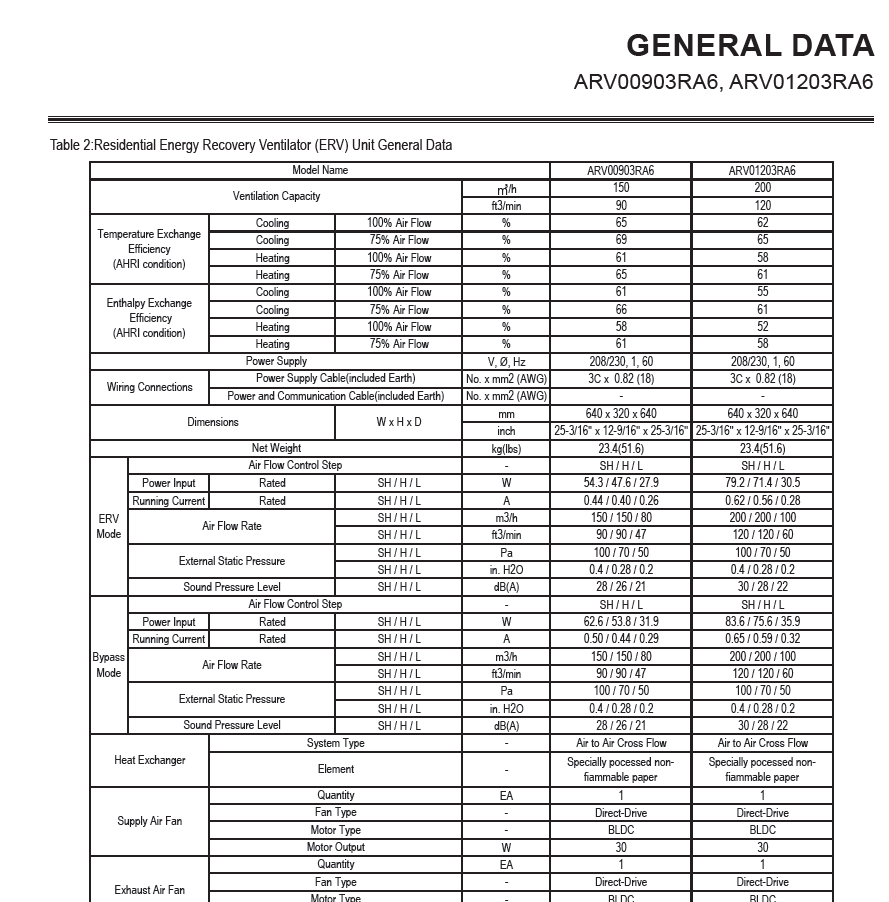 GENERAL DATA
ARV00903RA6, ARV01203RA6
Table 2:Residential Energy Recovery Ventilator (ERV) Unit General Data
Model Name ARV00903RA6 ARV01203RA6
Ventilation Capacity ㎥/h 150 200
ft3/min 90 120
Temperature Exchange Efficiency (AHRI condition) Cooling 100% Air Flow % 65 62
Cooling 75% Air Flow % 69 65
Heating 100% Air Flow % 61 58
Heating 75% Air Flow % 65 61
Enthalpy Exchange Efficiency (AHRI condition) Cooling 100% Air Flow % 61 55
Cooling 75% Air Flow % 66 61
Heating 100% Air Flow % 58 52
Heating 75% Air Flow % 61 58
Power Supply V, Ø, Hz 208/230, 1, 60 208/230, 1, 60
Wiring Connections Power Supply Cable(included Earth) No. x mm2 (AWG) 3C x 0.82 (18) 3C x 0.82 (18)
Power and Communication Cable(included Earth) No. x mm2 (AWG) - -
Dimensions W x H x D mm 640 x 320 x 640 640 x 320 x 640
inch 25-3/16" x 12-9/16" x 25-3/16" 25-3/16" x 12-9/16" x 25-3/16"
Net Weight kg(lbs) 23.4(51.6) 23.4(51.6)
ERV Mode Air Flow Control Step - SH / H / L SH / H / L
Power Input Rated SH / H / L W 54.3 / 47.6 / 27.9 79.2 / 71.4 / 30.5
Running Current Rated SH / H / L A 0.44 / 0.40 / 0.26 0.62 / 0.56 / 0.28
Air Flow Rate SH / H / L m3/h 150 / 150 / 80 200 / 200 / 100
SH / H / L ft3/min 90 / 90 / 47 120 / 120 / 60
External Static Pressure SH / H / L Pa 100 / 70 / 50 100 / 70 / 50
SH / H / L in. H2O 0.4 / 0.28 / 0.2 0.4 / 0.28 / 0.2
Sound Pressure Level SH / H / L dB(A) 28 / 26 / 21 30 / 28 / 22
Bypass Mode Air Flow Control Step - SH / H / L SH / H / L
Power Input Rated SH / H / L W 62.6 / 53.8 / 31.9 83.6 / 75.6 / 35.9
Running Current Rated SH / H / L A 0.50 / 0.44 / 0.29 0.65 / 0.59 / 0.32
Air Flow Rate SH / H / L m3/h 150 / 150 / 80 200 / 200 / 100
SH / H / L ft3/min 90 / 90 / 47 120 / 120 / 60
External Static Pressure SH / H / L Pa 100 / 70 / 50 100 / 70 / 50
SH / H / L in. H2O 0.4 / 0.28 / 0.2 0.4 / 0.28 / 0.2
Sound Pressure Level SH / H / L dB(A) 28 / 26 / 21 30 / 28 / 22
Heat Exchanger System Type - Air to Air Cross Flow Air to Air Cross Flow
Element - Specially pocessed non-fiammable paper Specially pocessed non-fiammable paper
Supply Air Fan Quantity EA 1 1
Fan Type - Direct-Drive Direct-Drive
Motor Type - BLDC BLDC
Motor Output W 30 30
Exhaust Air Fan Quantity EA 1 1
Fan Type - Direct-Drive Direct-Drive
Motor Type - BLDC BLDC